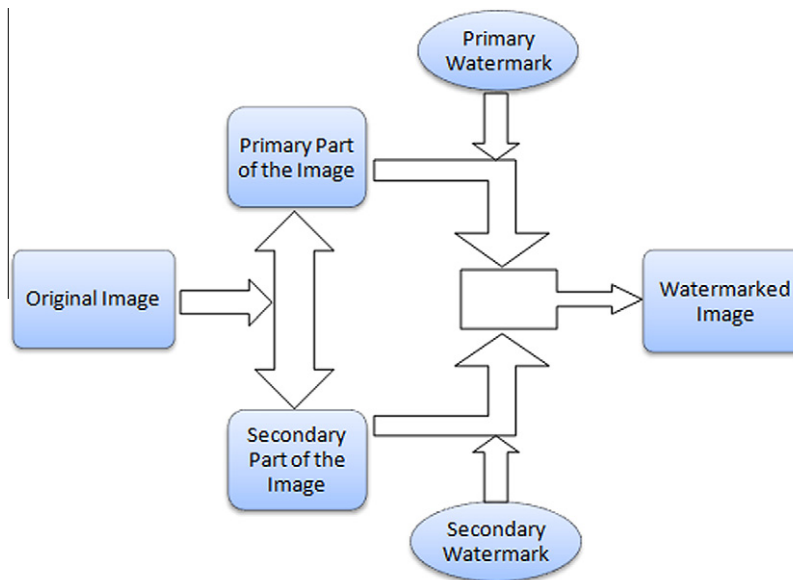 Primary
Watermark
Primary Part
of the Image
Original Image
Watermarked
Image
Secondary
Part of the
Image
Secondary
Watermark